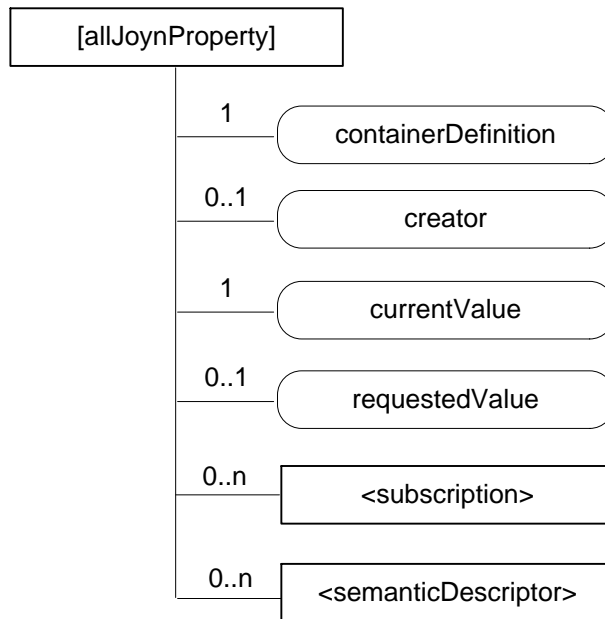 [allJoynProperty]
1
containerDefinition
0..1
creator
1
currentValue
0..1
requestedValue
0..n
<subscription>
0..n
<semanticDescriptor>